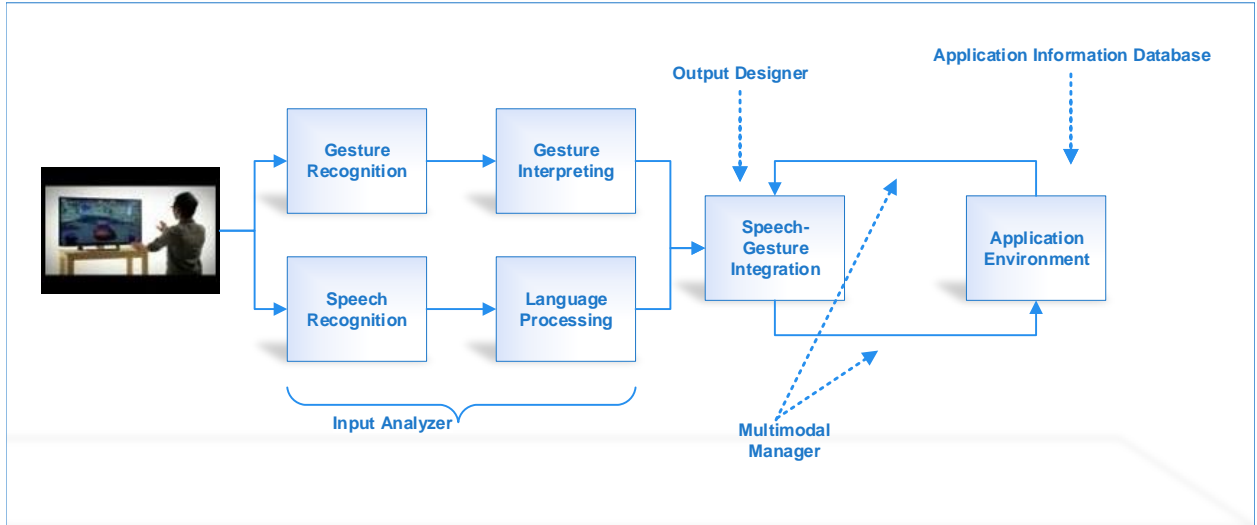 Application Information Database
Output Designer
Gesture
Recognition
Gesture
Interpreting
Speech-
Gesture
Integration
Application
Environment
Speech
Recognition
Language
Processing
Input Analyzer
Multimodal
Manager